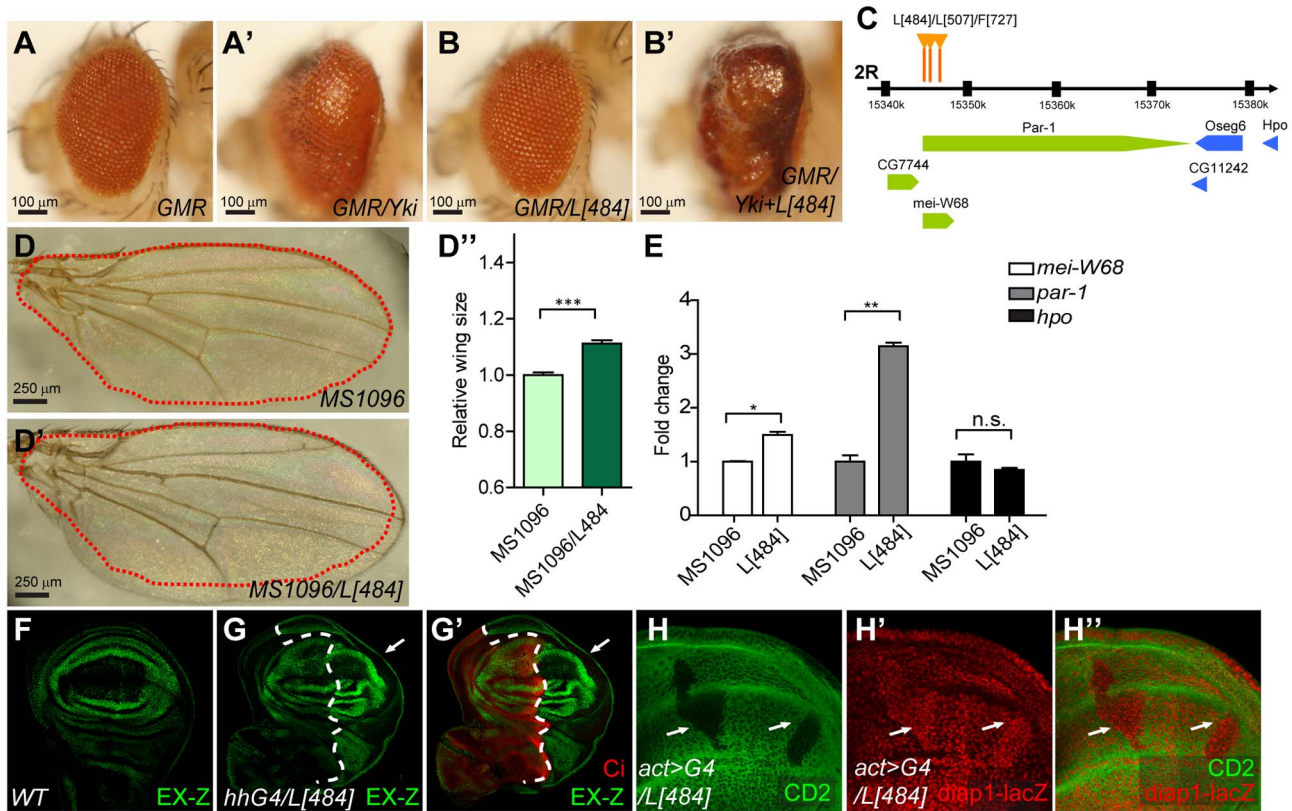 A
100 μm
GMR
A'
100 μm
GMR/Yki
B
100 μm
GMR/L[484]
B'
100 μm
GMR/
Yki+L[484]
C
L[484]/L[507]/F[727]
2R
15340k
15350k
15360k
15370k
15380k
Par-1
Oseg6
Hpo
CG7744
CG11242
mei-W68
D
250 μm
MS1096
D'
250 μm
MS1096/L[484]
D''
Relative wing size
1.4
1.2
1.0
0.8
0.6
***
MS1096
MS1096/L484
E
mei-W68
par-1
hpo
Fold change
4
3
2
1
0
*
**
n.s.
MS1096
L[484]
MS1096
L[484]
MS1096
L[484]
F
WT
EX-Z
G
hhG4/L[484]
EX-Z
G'
Ci
EX-Z
H
act>G4
/L[484]
CD2
H'
act>G4
/L[484]
diap1-lacZ
H''
CD2
diap1-lacZ